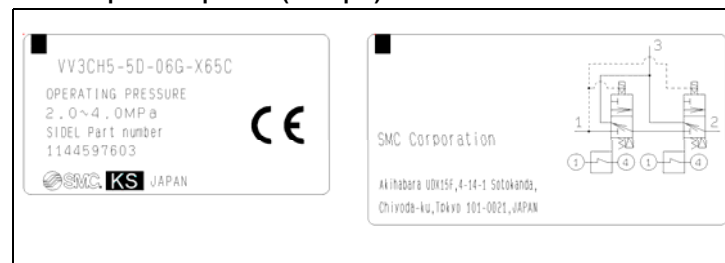 VV3CH5-5D-06G-X65C
OPERATING PRESSURE
2.0~4.0MPa
SIDEL Part number
1144597603
CE
SMC. KS JAPAN
3
1
2
1 4 1 4
SMC Corporation
Akihabara UDX15F,4-14-1 Sotokanda,
Chiyoda-ku,Tokyo 101-0021,JAPAN